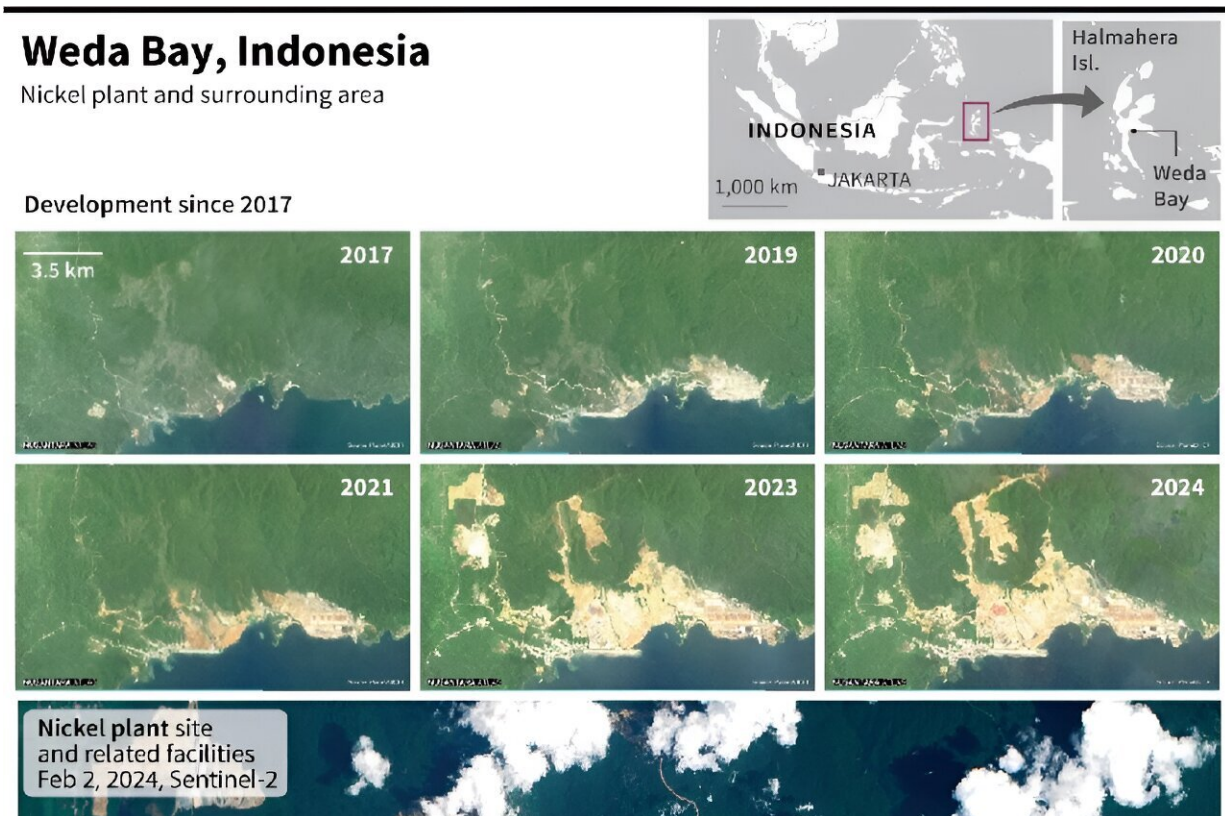 Weda Bay, Indonesia
Nickel plant and surrounding area
Halmahera
Isl.
INDONESIA
1,000 km
JAKARTA
Weda
Bay
Development since 2017
3.5 km
2017
2019
2020
2021
2023
2024
Nickel plant site
and related facilities
Feb 2, 2024, Sentinel-2